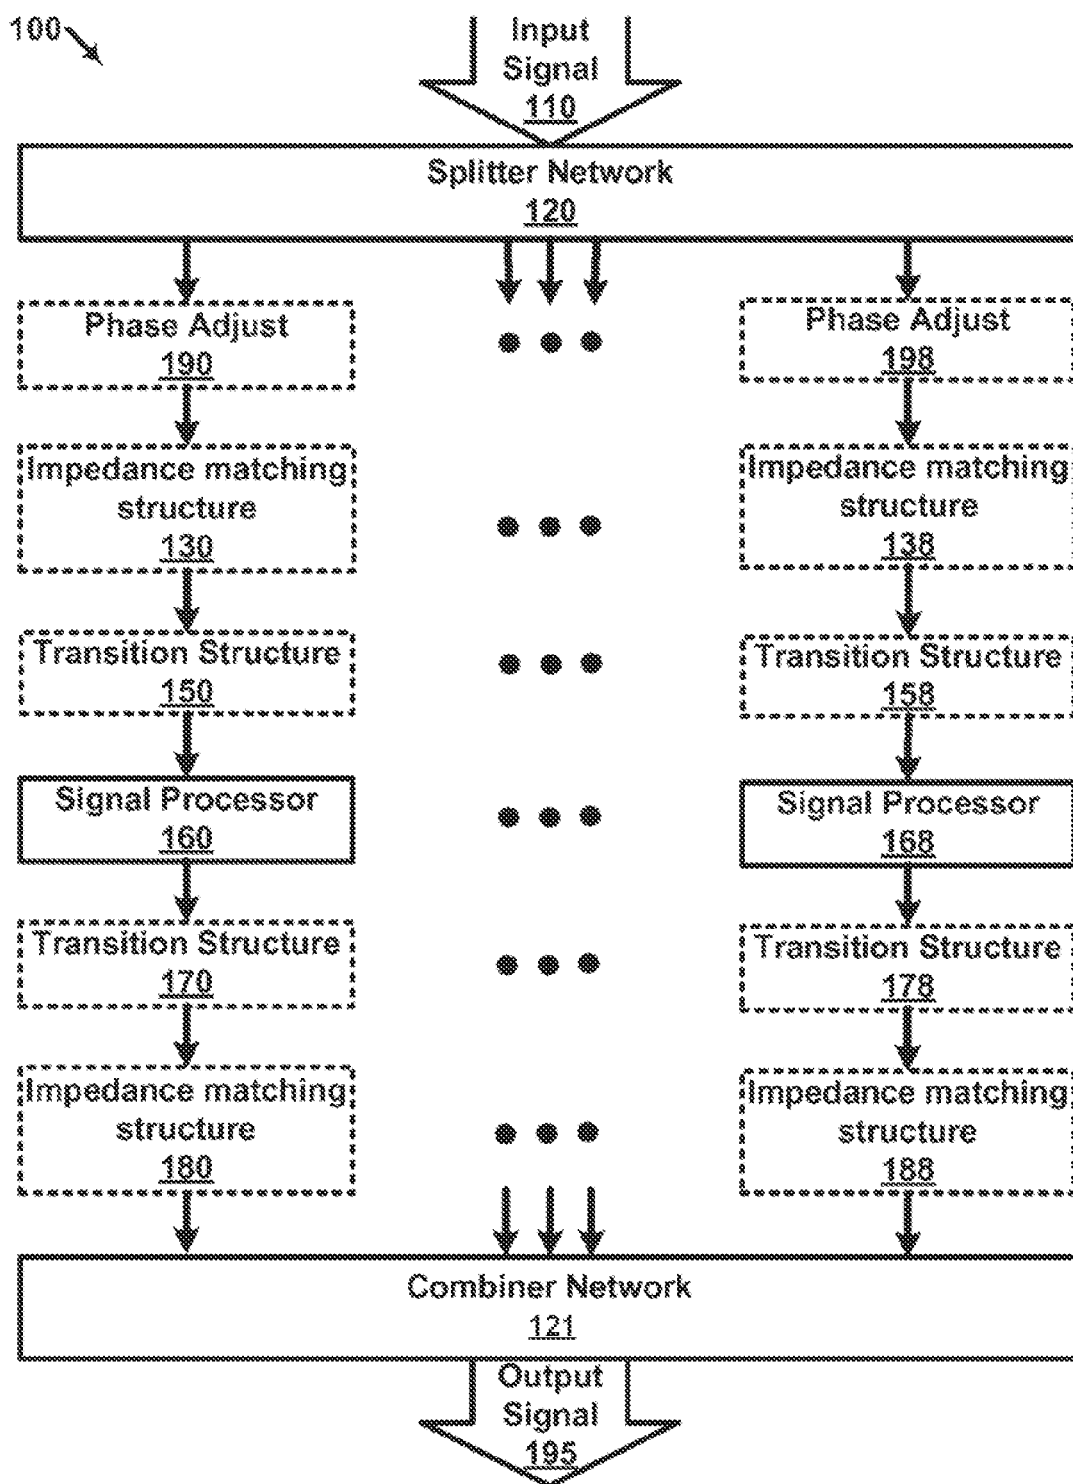 100
Input
Signal
110
Splitter Network
120
Phase Adjust
190
Phase Adjust
198
Impedance matching
structure
130
Impedance matching
structure
138
Transition Structure
150
Transition Structure
158
Signal Processor
160
Signal Processor
168
Transition Structure
170
Transition Structure
178
Impedance matching
structure
180
Impedance matching
structure
188
Combiner Network
121
Output
Signal
195